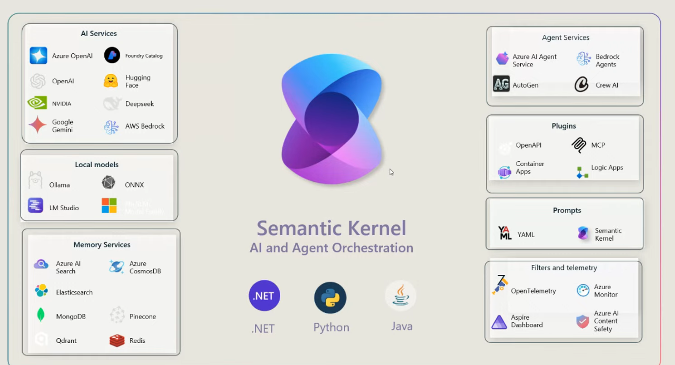 AI Services
Azure OpenAI
Foundry Catalog
OpenAI
Hugging
Face
NVIDIA
Deepseek
Google
Gemini
AWS Bedrock
Local models
Ollama
ONNX
LM Studio
Memory Services
Azure AI
Search
Azure
CosmosDB
Elasticsearch
MongoDB
Pinecone
Qdrant
Redis
Semantic Kernel
AI and Agent Orchestration
.NET
.NET
Python
Java
Agent Services
Azure AI Agent
Service
Bedrock
Agents
AG
AutoGen
Crew AI
Plugins
OpenAPI
MCP
Container
Apps
Logic Apps
Prompts
YAML
YAML
Semantic
Kernel
Filters and telemetry
OpenTelemetry
Azure
Monitor
Aspire
Dashboard
Azure AI
Content
Safety